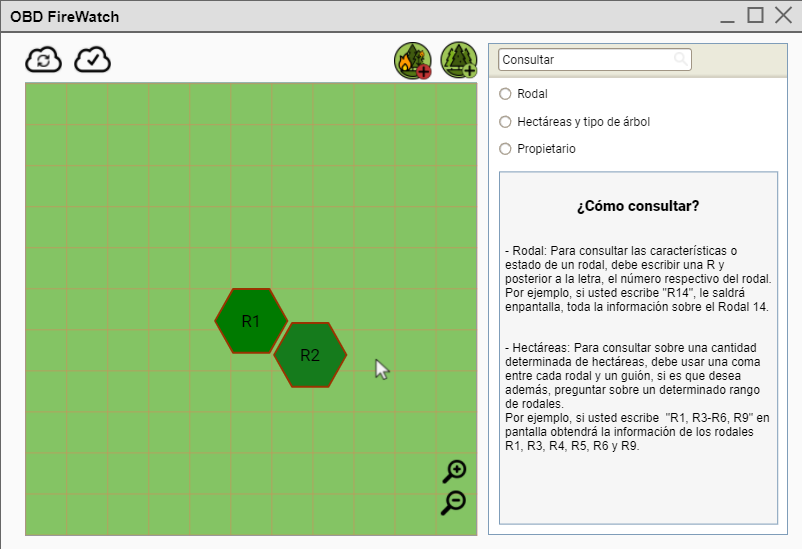 OBD FireWatch
Consultar
Rodal
Hectáreas y tipo de árbol
Propietario
¿Cómo consultar?
- Rodal: Para consultar las características o
estado de un rodal, debe escribir una R y
posterior a la letra, el número respectivo del rodal.
Por ejemplo, si usted escribe "R14", le saldrá
enpantalla, toda la información sobre el Rodal 14.
- Hectáreas: Para consultar sobre una cantidad
determinada de hectáreas, debe usar una coma
entre cada rodal y un guión, si es que desea
además, preguntar sobre un determinado rango
de rodales.
Por ejemplo, si usted escribe "R1, R3-R6, R9" en
pantalla obtendrá la información de los rodales
R1, R3, R4, R5, R6 y R9.
R1
R2